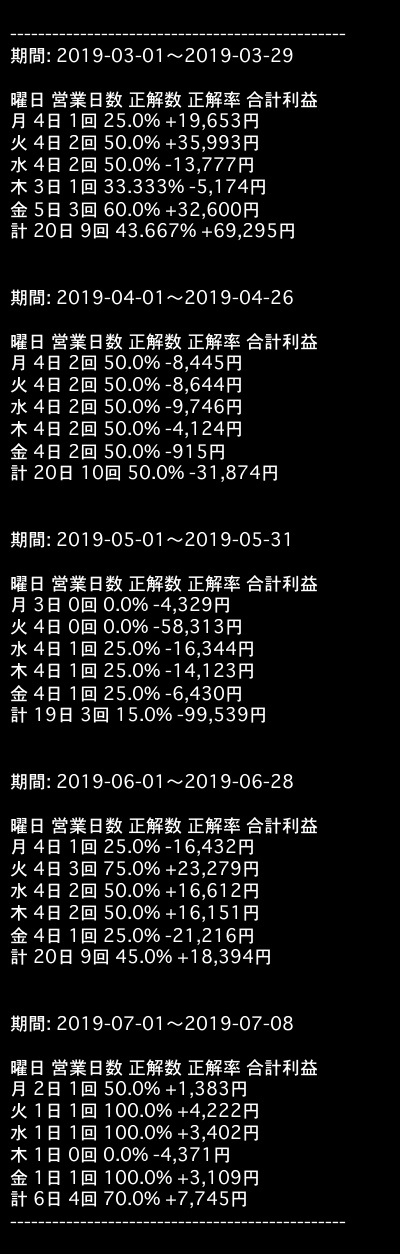 ------------------------------------------------
期間: 2019-03-01〜2019-03-29
曜日 営業日数 正解数 正解率 合計利益
月 4日 1回 25.0% +19,653円
火 4日 2回 50.0% +35,993円
水 4日 2回 50.0% -13,777円
木 3日 1回 33.333% -5,174円
金 5日 3回 60.0% +32,600円
計 20日 9回 43.667% +69,295円
期間: 2019-04-01〜2019-04-26
曜日 営業日数 正解数 正解率 合計利益
月 4日 2回 50.0% -8,445円
火 4日 2回 50.0% -8,644円
水 4日 2回 50.0% -9,746円
木 4日 2回 50.0% -4,124円
金 4日 2回 50.0% -915円
計 20日 10回 50.0% -31,874円
期間: 2019-05-01〜2019-05-31
曜日 営業日数 正解数 正解率 合計利益
月 3日 0回 0.0% -4,329円
火 4日 0回 0.0% -58,313円
水 4日 1回 25.0% -16,344円
木 4日 1回 25.0% -14,123円
金 4日 1回 25.0% -6,430円
計 19日 3回 15.0% -99,539円
期間: 2019-06-01〜2019-06-28
曜日 営業日数 正解数 正解率 合計利益
月 4日 1回 25.0% -16,432円
火 4日 3回 75.0% +23,279円
水 4日 2回 50.0% +16,612円
木 4日 2回 50.0% +16,151円
金 4日 1回 25.0% -21,216円
計 20日 9回 45.0% +18,394円
期間: 2019-07-01〜2019-07-08
曜日 営業日数 正解数 正解率 合計利益
月 2日 1回 50.0% +1,383円
火 1日 1回 100.0% +4,222円
水 1日 1回 100.0% +3,402円
木 1日 0回 0.0% -4,371円
金 1日 1回 100.0% +3,109円
計 6日 4回 70.0% +7,745円
------------------------------------------------